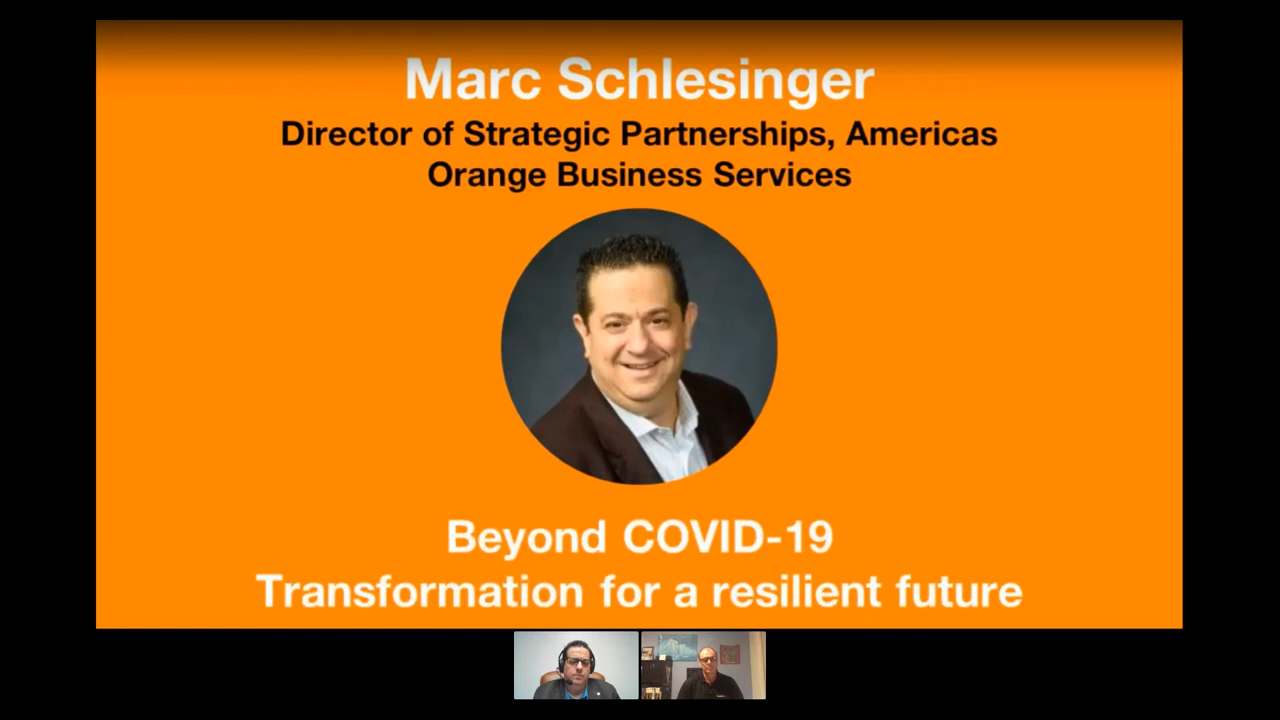 Marc Schlesinger
Director of Strategic Partnerships, Americas
Orange Business Services
Beyond COVID-19
Transformation for a resilient future